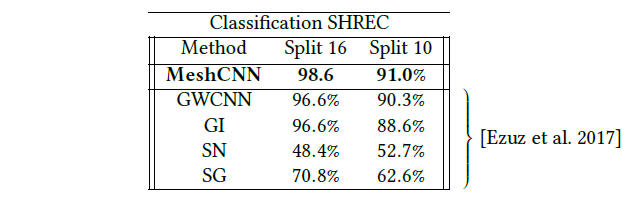 Classification SHREC
Method Split 16 Split 10
MeshCNN 98.6 91.0%
GWCNN 96.6% 90.3%
GI 96.6% 88.6%
SN 48.4% 52.7%
SG 70.8% 62.6%
[Ezuz et al. 2017]